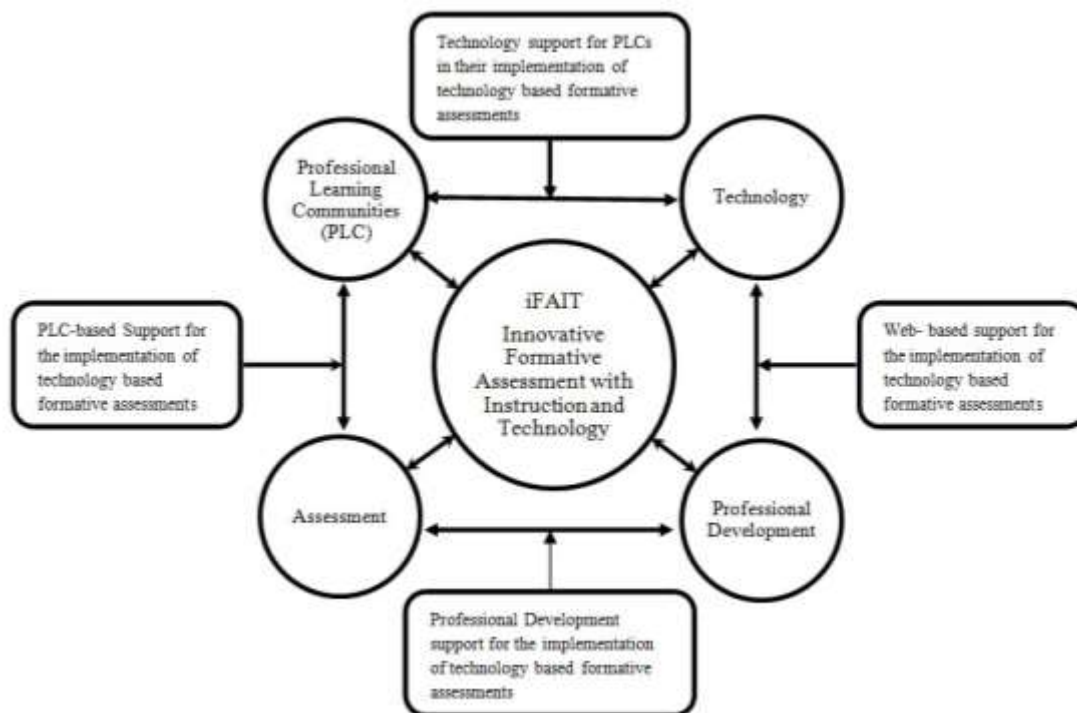 Technology support for PLCs
in their implementation of
technology based formative
assessments
Professional
Learning
Communities
(PLC)
Technology
iFAIT
Innovative
Formative
Assessment with
Instruction and
Technology
PLC-based Support for
the implementation of
technology based
formative assessments
Web- based support for
the implementation of
technology based
formative assessments
Assessment
Professional
Development
Professional Development
support for the implementation
of technology based formative
assessments